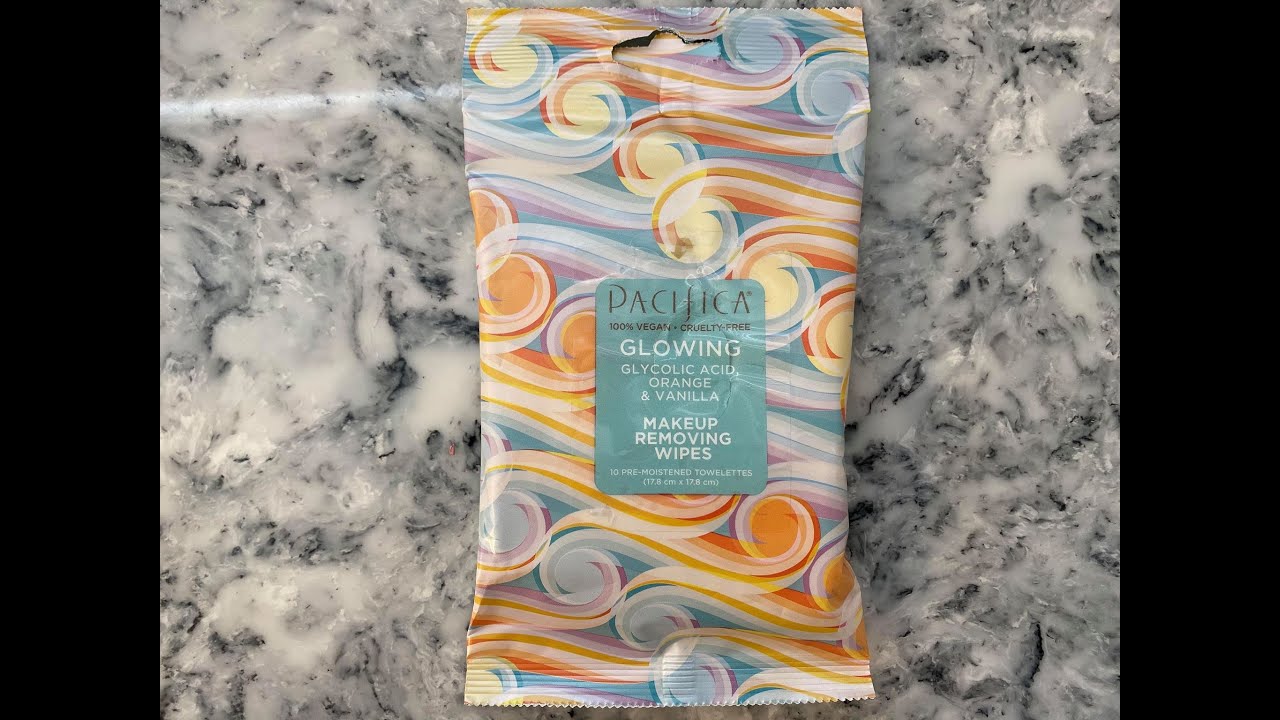 PACIFICA®
100% VEGAN • CRUELTY-FREE
GLOWING
GLYCOLIC ACID,
ORANGE
& VANILLA
MAKEUP
REMOVING
WIPES
10 PRE-MOISTENED TOWELETTES
(17.8 cm x 17.8 cm)